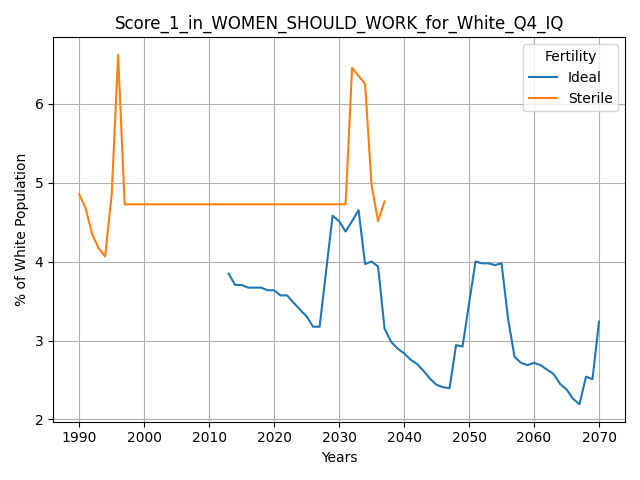 Score_1_in_WOMEN_SHOULD_WORK_for_White_Q4_IQ
Fertility
Ideal
Sterile
% of White Population
6
5
4
3
2
1990 2000 2010 2020 2030 2040 2050 2060 2070
Years